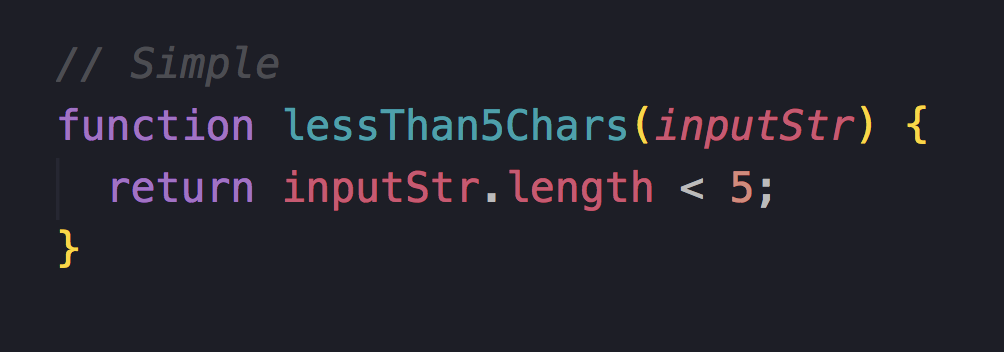 // Simple
function lessThan5Chars(inputStr) {
  return inputStr.length < 5;
}